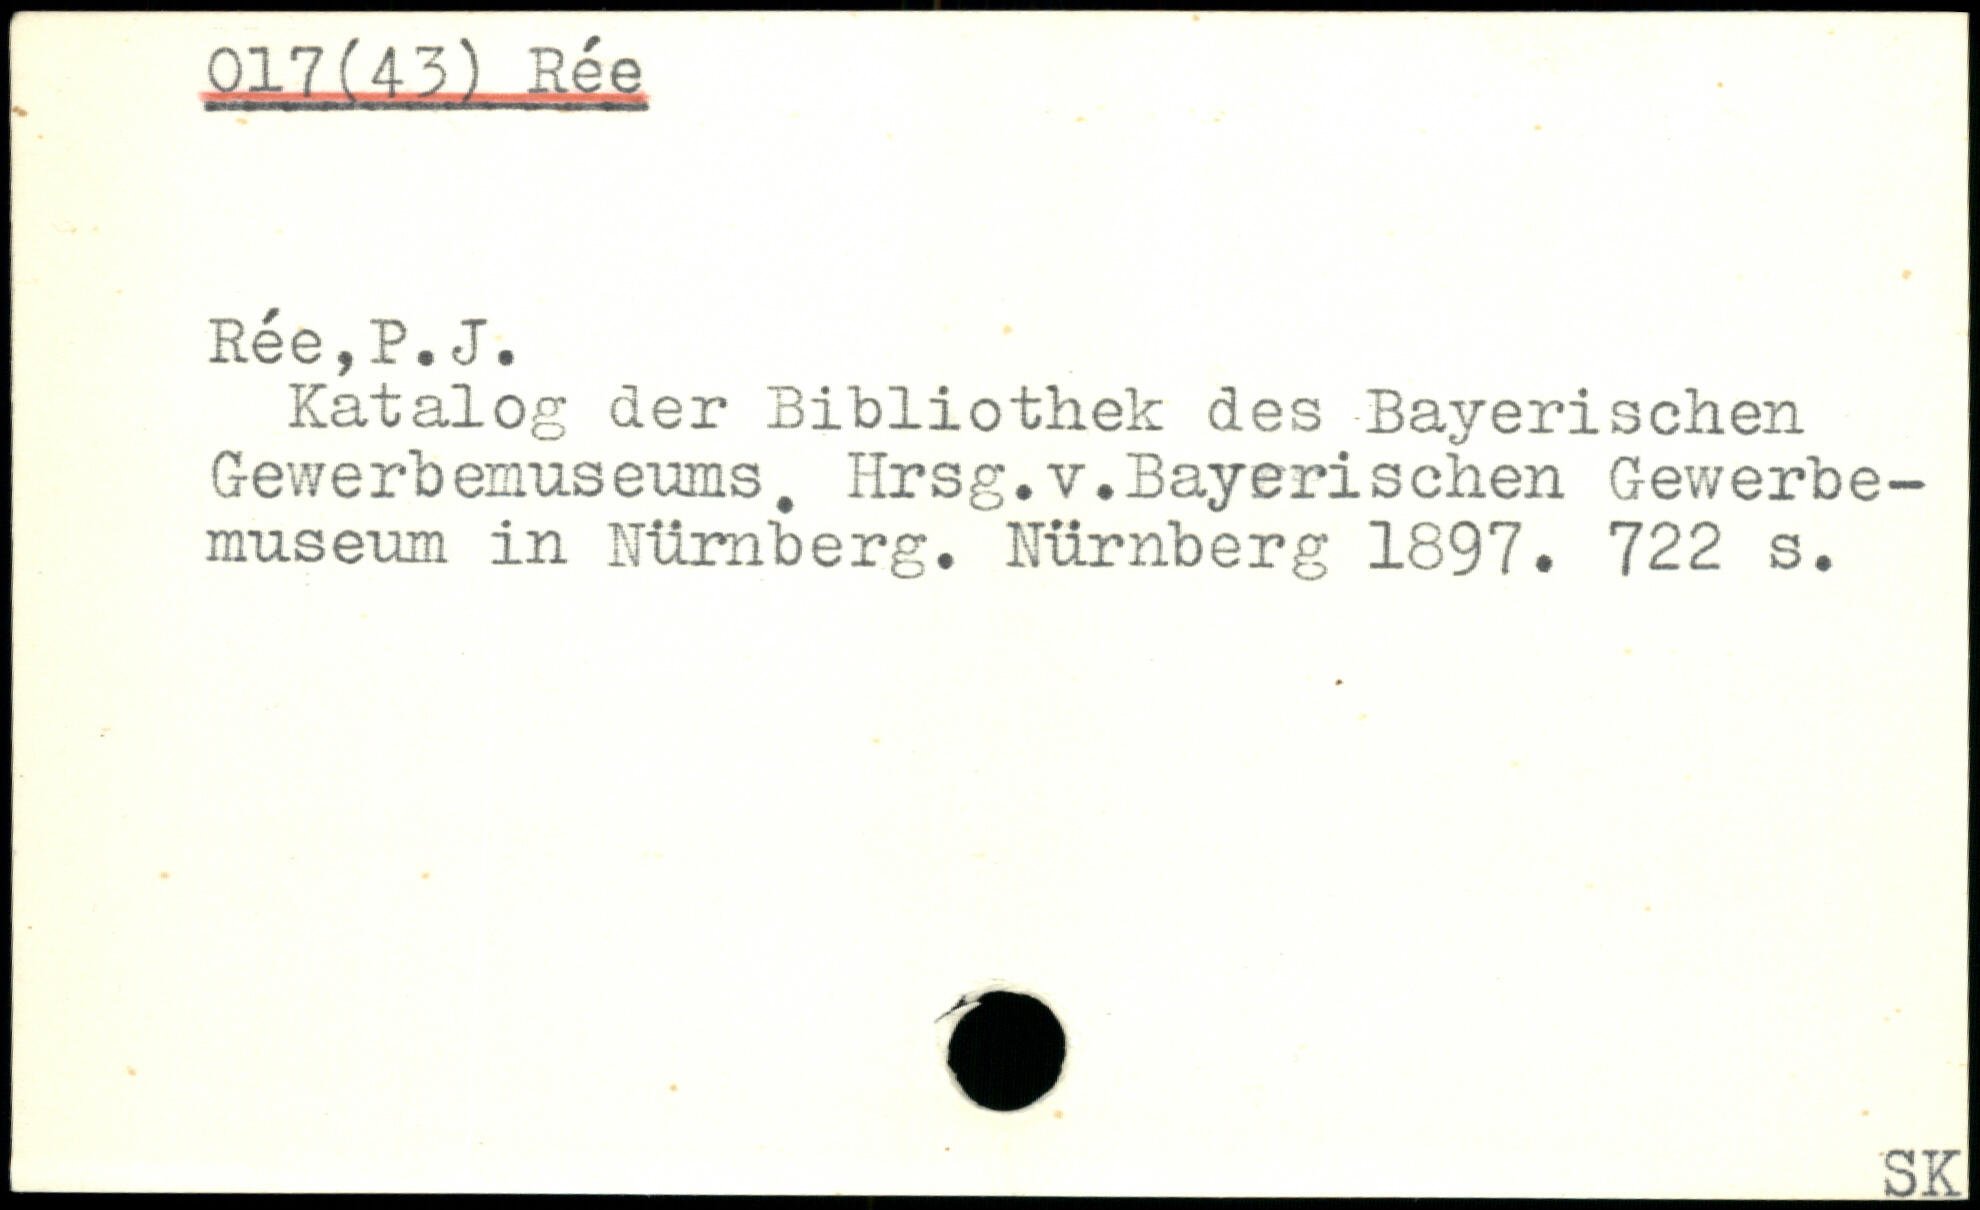 017(43) Rée
Rée,P.J.
Katalog der Bibliothek des Bayerischen
Gewerbemuseums. Hrsg.v.Bayerischen Gewerbe-
museum in Nürnberg. Nürnberg 1897. 722 s.
SK